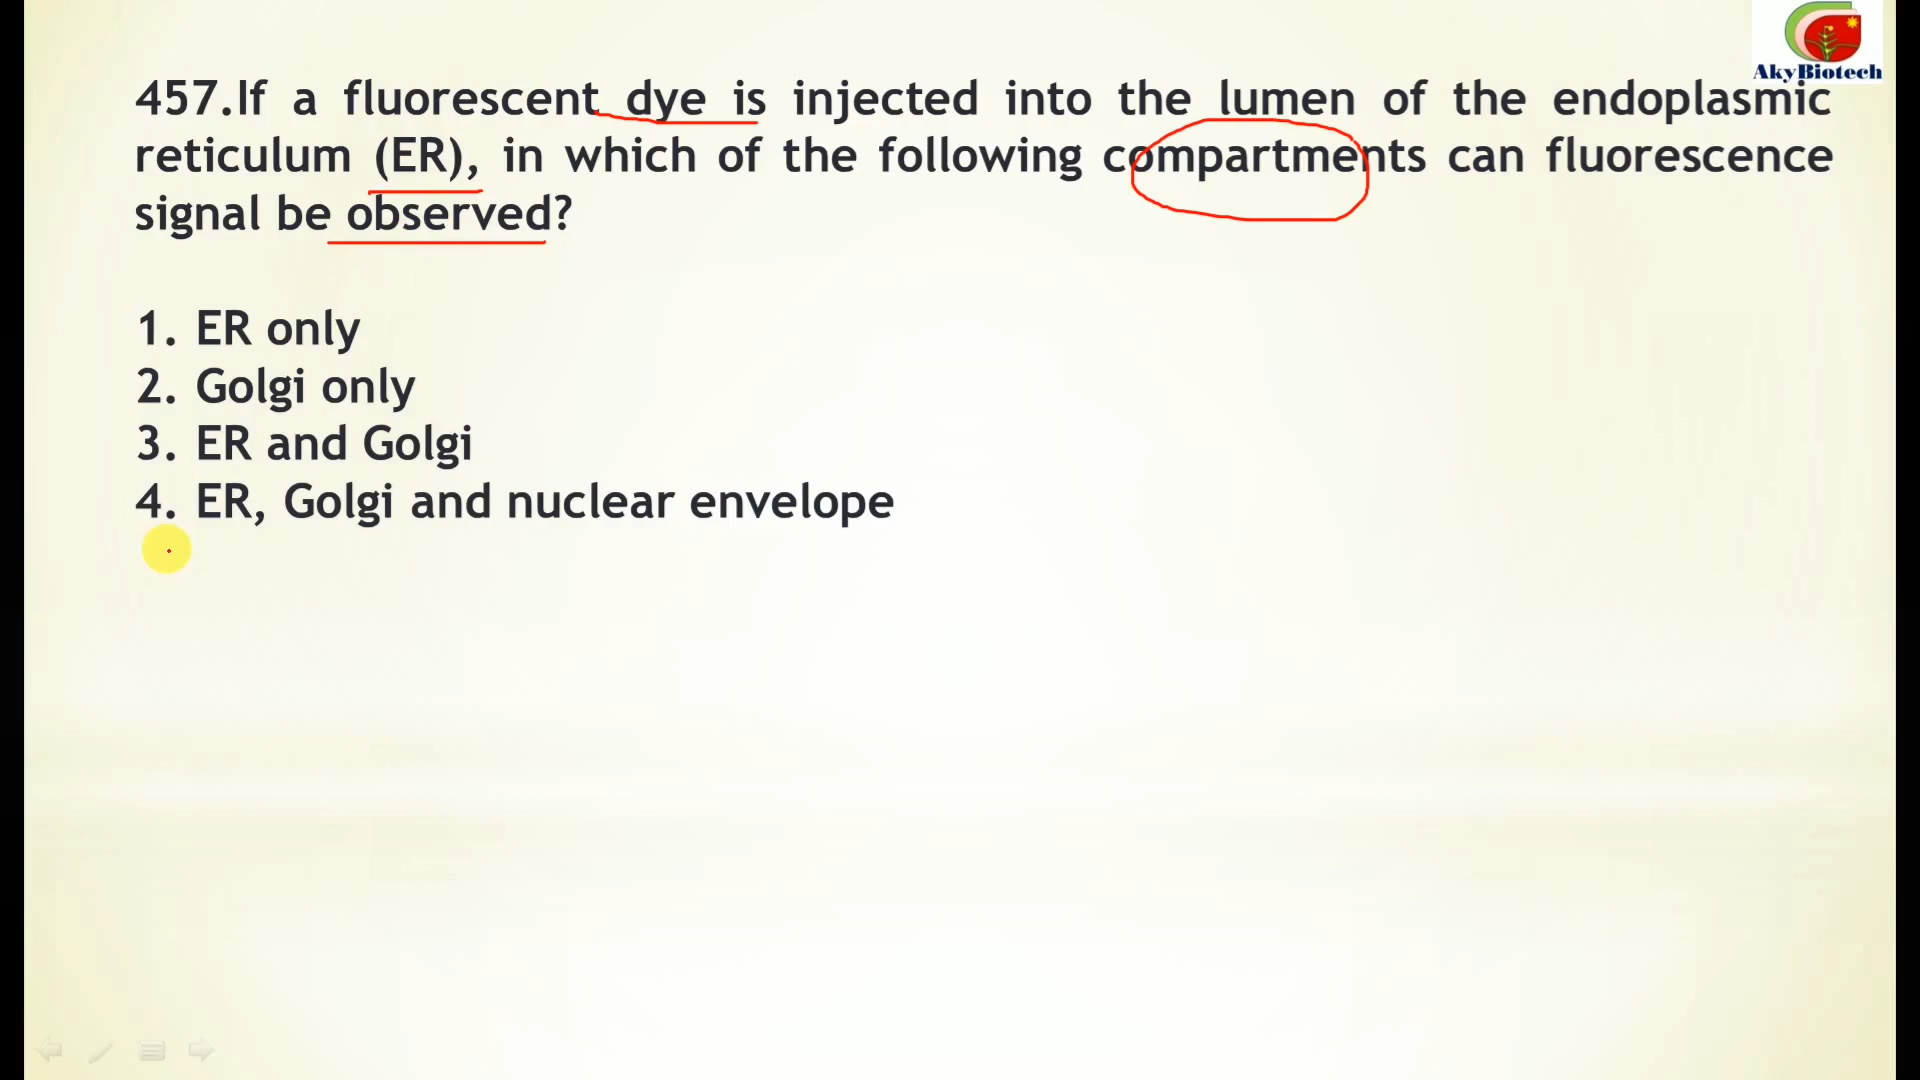 AkyBiotech
457.If a fluorescent dye is injected into the lumen of the endoplasmic
reticulum (ER), in which of the following compartments can fluorescence
signal be observed?
1. ER only
2. Golgi only
3. ER and Golgi
4. ER, Golgi and nuclear envelope